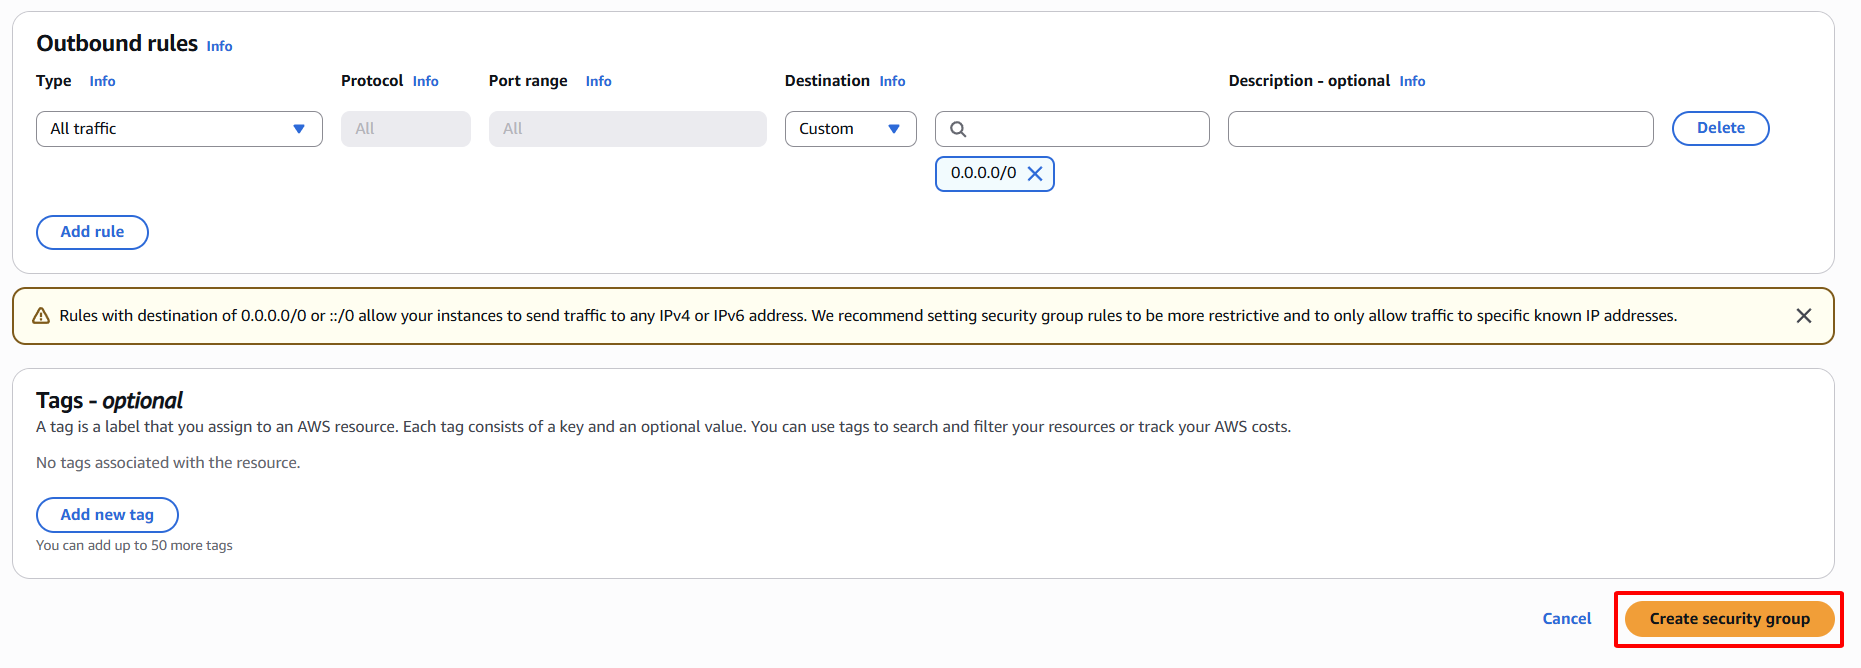 Outbound rules Info
Type Info Protocol Info Port range Info Destination Info Description - optional Info
All traffic All All Custom Delete
0.0.0.0/0
Add rule
Rules with destination of 0.0.0.0/0 or ::/0 allow your instances to send traffic to any IPv4 or IPv6 address. We recommend setting security group rules to be more restrictive and to only allow traffic to specific known IP addresses.
Tags - optional
A tag is a label that you assign to an AWS resource. Each tag consists of a key and an optional value. You can use tags to search and filter your resources or track your AWS costs.
No tags associated with the resource.
Add new tag
You can add up to 50 more tags
Cancel Create security group